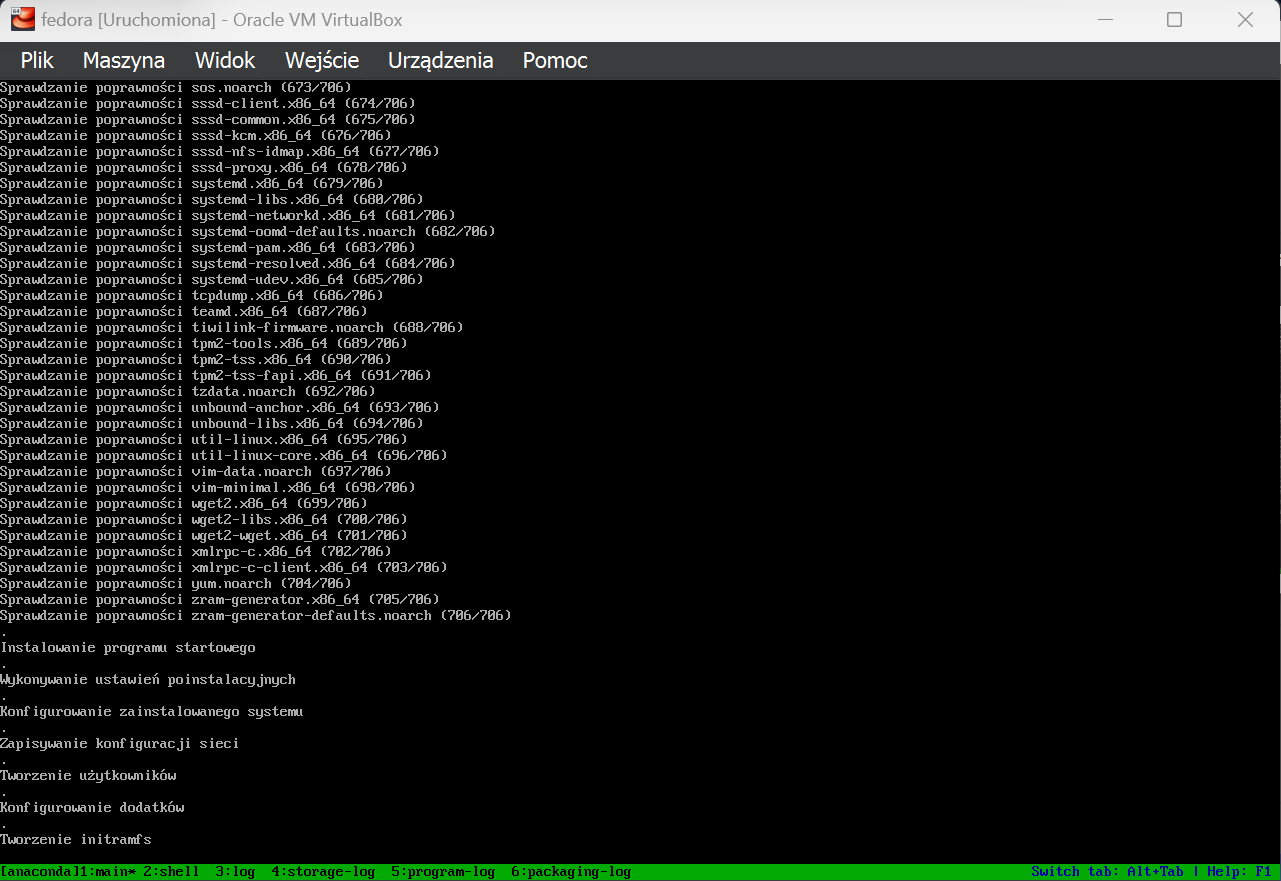 fedora [Uruchomiona] - Oracle VM VirtualBox
Plik Maszyna Widok Wejście Urządzenia Pomoc
Sprawdzanie poprawności sos.noarch (673/706)
Sprawdzanie poprawności sssd-client.x86_64 (674/706)
Sprawdzanie poprawności sssd-common.x86_64 (675/706)
Sprawdzanie poprawności sssd-kcm.x86_64 (676/706)
Sprawdzanie poprawności sssd-nfs-idmap.x86_64 (677/706)
Sprawdzanie poprawności sssd-proxy.x86_64 (678/706)
Sprawdzanie poprawności systemd.x86_64 (679/706)
Sprawdzanie poprawności systemd-libs.x86_64 (680/706)
Sprawdzanie poprawności systemd-networkd.x86_64 (681/706)
Sprawdzanie poprawności systemd-oomd-defaults.noarch (682/706)
Sprawdzanie poprawności systemd-pam.x86_64 (683/706)
Sprawdzanie poprawności systemd-resolved.x86_64 (684/706)
Sprawdzanie poprawności systemd-udev.x86_64 (685/706)
Sprawdzanie poprawności tcpdump.x86_64 (686/706)
Sprawdzanie poprawności teamd.x86_64 (687/706)
Sprawdzanie poprawności tiwilink-firmware.noarch (688/706)
Sprawdzanie poprawności tpm2-tools.x86_64 (689/706)
Sprawdzanie poprawności tpm2-tss.x86_64 (690/706)
Sprawdzanie poprawności tpm2-tss-fapi.x86_64 (691/706)
Sprawdzanie poprawności tzdata.noarch (692/706)
Sprawdzanie poprawności unbound-anchor.x86_64 (693/706)
Sprawdzanie poprawności unbound-libs.x86_64 (694/706)
Sprawdzanie poprawności util-linux.x86_64 (695/706)
Sprawdzanie poprawności util-linux-core.x86_64 (696/706)
Sprawdzanie poprawności vim-data.noarch (697/706)
Sprawdzanie poprawności vim-minimal.x86_64 (698/706)
Sprawdzanie poprawności wget2.x86_64 (699/706)
Sprawdzanie poprawności wget2-libs.x86_64 (700/706)
Sprawdzanie poprawności wget2-wget.x86_64 (701/706)
Sprawdzanie poprawności xmlrpc-c.x86_64 (702/706)
Sprawdzanie poprawności xmlrpc-c-client.x86_64 (703/706)
Sprawdzanie poprawności yum.noarch (704/706)
Sprawdzanie poprawności zram-generator.x86_64 (705/706)
Sprawdzanie poprawności zram-generator-defaults.noarch (706/706)
.
Instalowanie programu startowego
.
Wykonywanie ustawień poinstalacyjnych
.
Konfigurowanie zainstalowanego systemu
.
Zapisywanie konfiguracji sieci
.
Tworzenie użytkowników
.
Konfigurowanie dodatków
.
Tworzenie initramfs
[anaconda]1:main* 2:shell  3:log  4:storage-log  5:program-log  6:packaging-log Switch tab: Alt+Tab | Help: F1